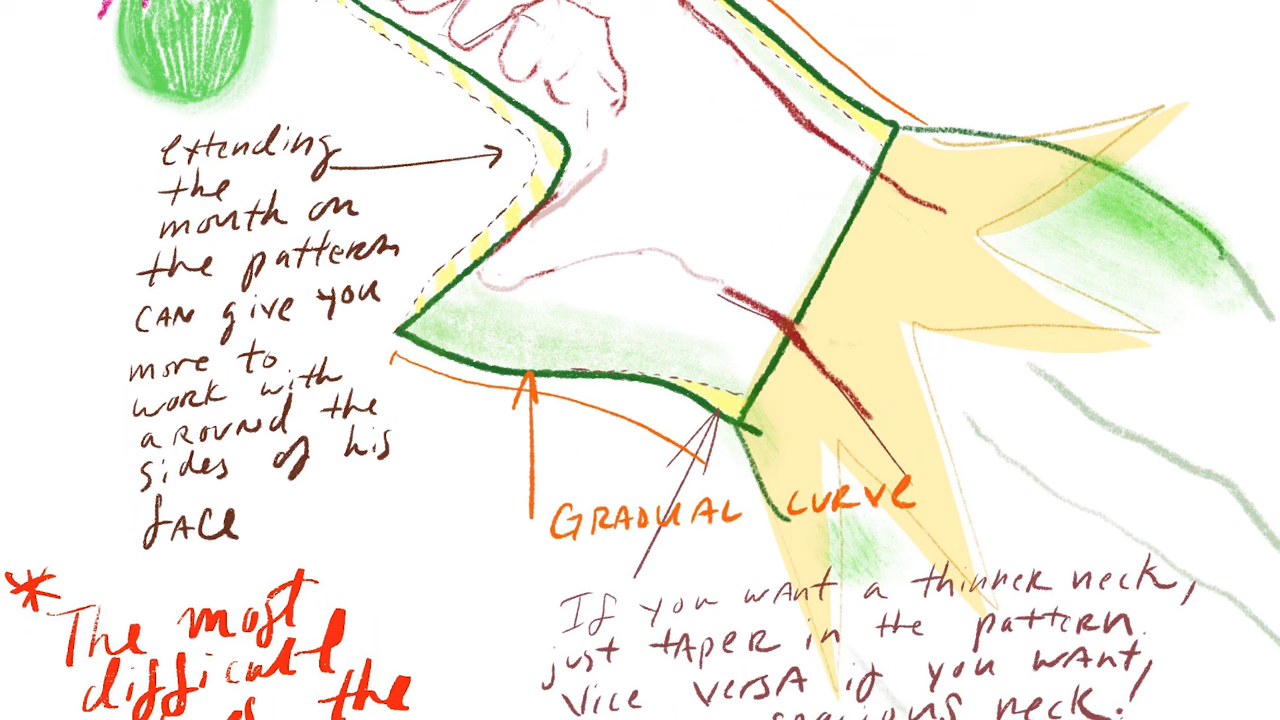 extending
the
mouth on
the pattern
CAN give you
more to
work with
aROUND the
sides of his
fACE
GRADUAL CURVE
* The most
difficult
the
If you want a thinner neck,
just tAPER in the pattern.
Vice VERSA if you wANt,
neck!